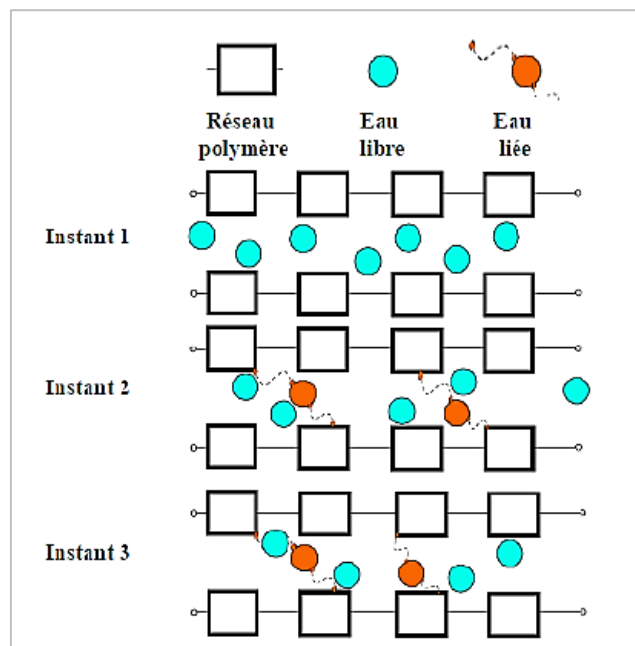 Réseau
polymère
Eau
libre
Eau
liée
Instant 1
Instant 2
Instant 3